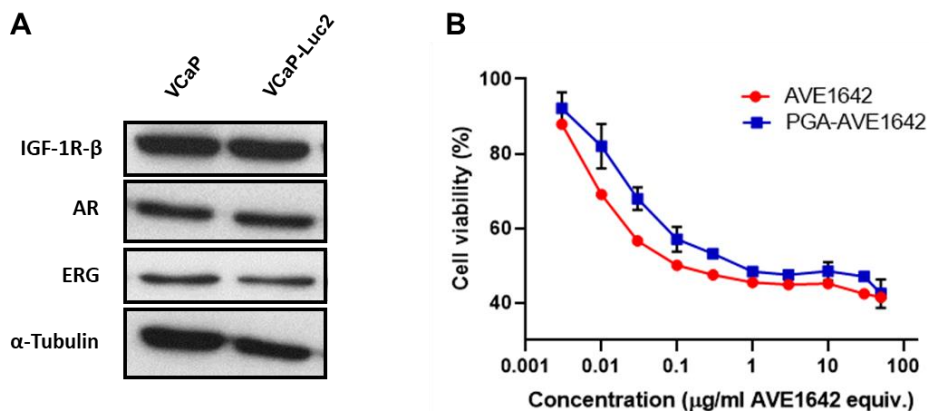 A
VCaP
VCaP-Luc2
IGF-1R-β
AR
ERG
α-Tubulin
B
AVE1642
PGA-AVE1642
Cell viability (%)
100
80
60
40
0.001 0.01 0.1 1 10 100
Concentration (μg/ml AVE1642 equiv.)